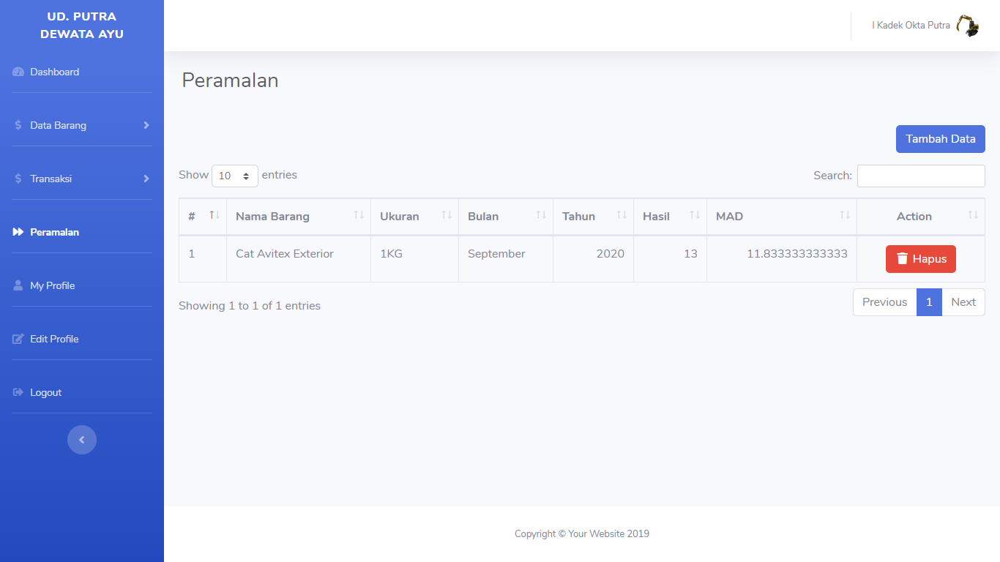 UD. PUTRA
DEWATA AYU
Dashboard
Data Barang
Transaksi
Peramalan
My Profile
Edit Profile
Logout
I Kadek Okta Putra
Peramalan
Tambah Data
Show 10 entries
Search:
# Nama Barang Ukuran Bulan Tahun Hasil MAD Action
1 Cat Avitex Exterior 1KG September 2020 13 11.833333333333 Hapus
Showing 1 to 1 of 1 entries
Previous 1 Next
Copyright © Your Website 2019